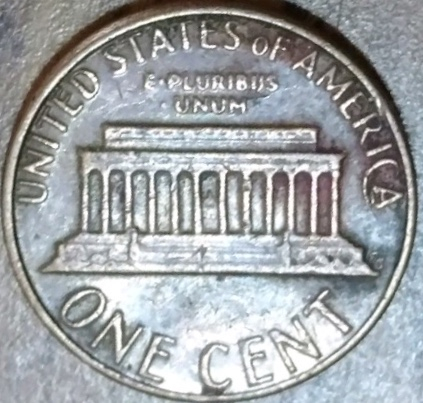 UNITED STATES OF AMERICA
E·PLURIBUS
·UNUM·
ONE CENT